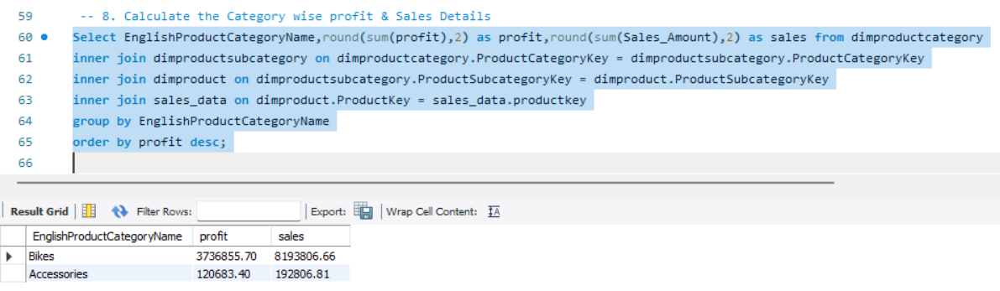 59 -- 8. Calculate the Category wise profit & Sales Details
60 Select EnglishProductCategoryName,round(sum(profit),2) as profit,round(sum(Sales_Amount),2) as sales from dimproductcategory
61 inner join dimproductsubcategory on dimproductcategory.ProductCategoryKey = dimproductsubcategory.ProductCategoryKey
62 inner join dimproduct on dimproductsubcategory.ProductSubcategoryKey = dimproduct.ProductSubcategoryKey
63 inner join sales_data on dimproduct.ProductKey = sales_data.productkey
64 group by EnglishProductCategoryName
65 order by profit desc;
66
Result Grid Filter Rows: Export: Wrap Cell Content: IA
EnglishProductCategoryName profit sales
Bikes 3736855.70 8193806.66
Accessories 120683.40 192806.81